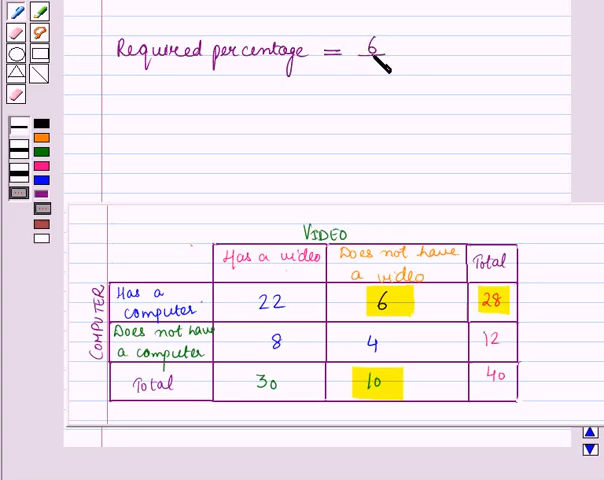 Required percentage = 6
VIDEO
Has a video
Does not have
a video
Total
COMPUTER
Has a
computer
22
6
28
Does not have
a computer
8
4
12
Total
30
10
40